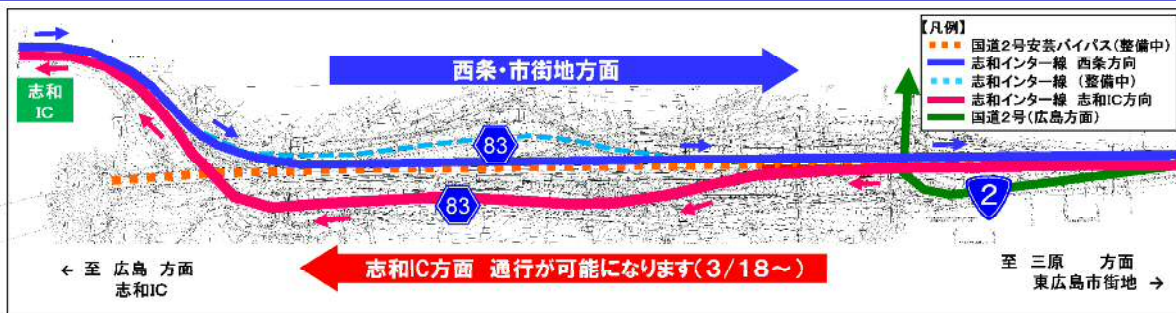 【凡例】
国道2号安芸バイパス(整備中)
志和インター線 西条方向
志和インター線 (整備中)
志和インター線 志和IC方向
国道2号(広島方面)
西条・市街地方面
志和
IC
83
83
2
志和IC方面 通行が可能になります(3/18~)
← 至 広島 方面
志和IC
至 三原 方面
東広島市街地 →